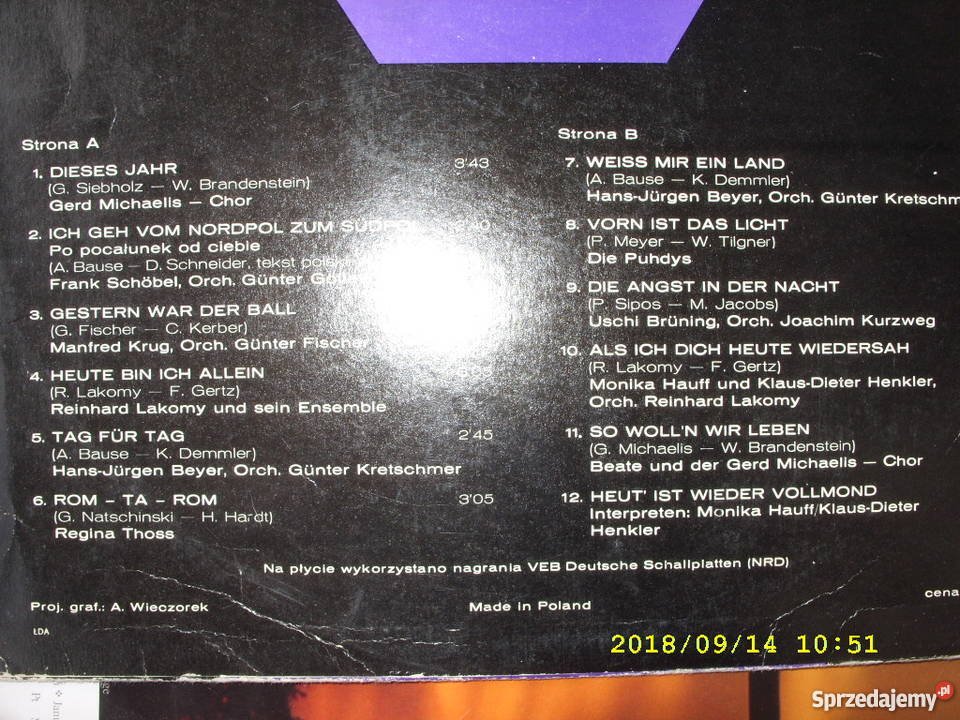 Strona A
1. DIESES JAHR 3'43
(G. Siebholz — W. Brandenstein)
Gerd Michaelis — Chor
2. ICH GEH VOM NORDPOL ZUM SÜDPOL
Po pocałunek od ciebie
(A. Bause — D. Schneider, tekst polski
Frank Schöbel, Orch. Günter
3. GESTERN WAR DER BALL
(G. Fischer — C. Kerber)
Manfred Krug, Orch. Günter Fischer
4. HEUTE BIN ICH ALLEIN
(R. Lakomy — F. Gertz)
Reinhard Lakomy und sein Ensemble
5. TAG FÜR TAG 2'45
(A. Bause — K. Demmler)
Hans-Jürgen Beyer, Orch. Günter Kretschmer
6. ROM – TA – ROM 3'05
(G. Natschinski — H. Hardt)
Regina Thoss
Strona B
7. WEISS MIR EIN LAND
(A. Bause — K. Demmler)
Hans-Jürgen Beyer, Orch. Günter Kretschm
8. VORN IST DAS LICHT
(P. Meyer — W. Tilgner)
Die Puhdys
9. DIE ANGST IN DER NACHT
(P. Sipos — M. Jacobs)
Uschi Brüning, Orch. Joachim Kurzweg
10. ALS ICH DICH HEUTE WIEDERSAH
(R. Lakomy — F. Gertz)
Monika Hauff und Klaus-Dieter Henkler,
Orch. Reinhard Lakomy
11. SO WOLL'N WIR LEBEN
(G. Michaelis — W. Brandenstein)
Beate und der Gerd Michaelis — Chor
12. HEUT' IST WIEDER VOLLMOND
Interpreten: Monika Hauff/Klaus-Dieter
Henkler
Na płycie wykorzystano nagrania VEB Deutsche Schallplatten (NRD)
Proj. graf.: A. Wieczorek
Made in Poland
cena
ŁDA
2018/09/14 10:51
Sprzedajemy.pl